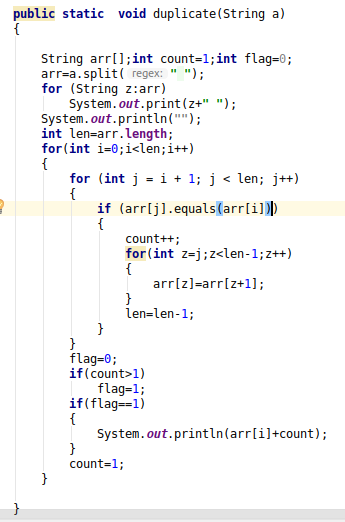 public static  void duplicate(String a)
{
String arr[];int count=1;int flag=0;
arr=a.split( regex: " ");
for (String z:arr)
System.out.print(z+" ");
System.out.println("");
int len=arr.length;
for(int i=0;i<len;i++)
{
for (int j = i + 1; j < len; j++)
{
if (arr[j].equals(arr[i]))
{
count++;
for(int z=j;z<len-1;z++)
{
arr[z]=arr[z+1];
}
len=len-1;
}
}
flag=0;
if(count>1)
flag=1;
if(flag==1)
{
System.out.println(arr[i]+count);
}
count=1;
}
}